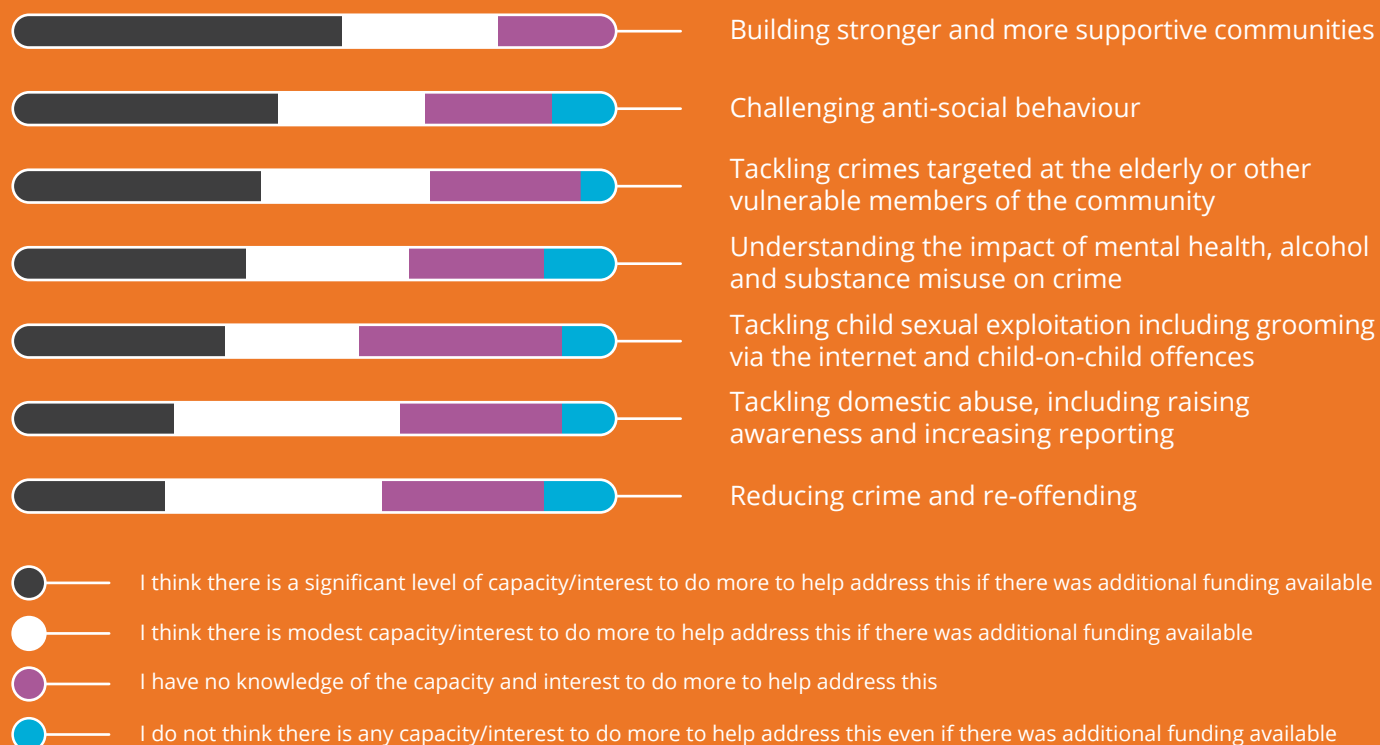 Building stronger and more supportive communities
Challenging anti-social behaviour
Tackling crimes targeted at the elderly or other
vulnerable members of the community
Understanding the impact of mental health, alcohol
and substance misuse on crime
Tackling child sexual exploitation including grooming
via the internet and child-on-child offences
Tackling domestic abuse, including raising
awareness and increasing reporting
Reducing crime and re-offending
I think there is a significant level of capacity/interest to do more to help address this if there was additional funding available
I think there is modest capacity/interest to do more to help address this if there was additional funding available
I have no knowledge of the capacity and interest to do more to help address this
I do not think there is any capacity/interest to do more to help address this even if there was additional funding available